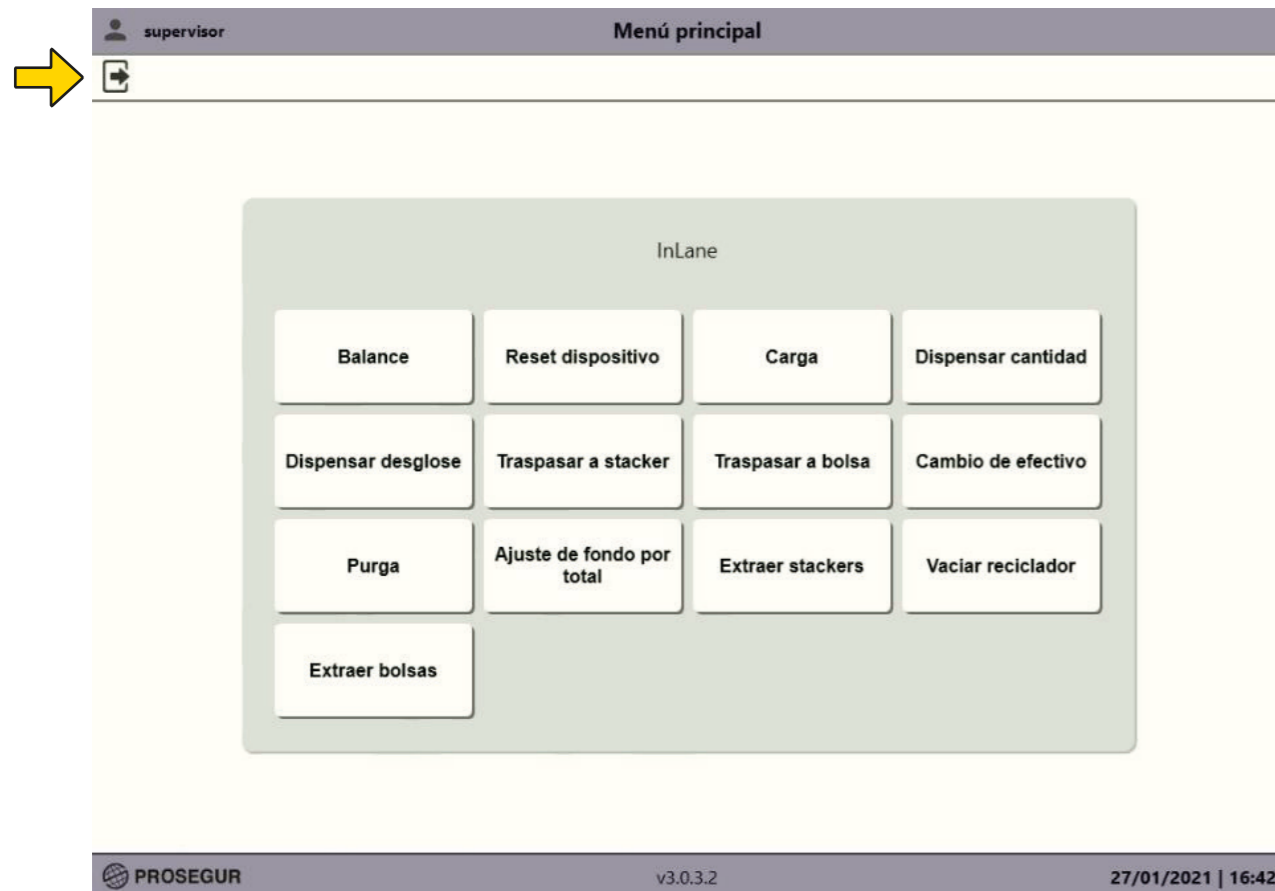 supervisor
Menú principal
InLane
Balance
Reset dispositivo
Carga
Dispensar cantidad
Dispensar desglose
Traspasar a stacker
Traspasar a bolsa
Cambio de efectivo
Purga
Ajuste de fondo por
total
Extraer stackers
Vaciar reciclador
Extraer bolsas
PROSEGUR
v3.0.3.2
27/01/2021 | 16:42